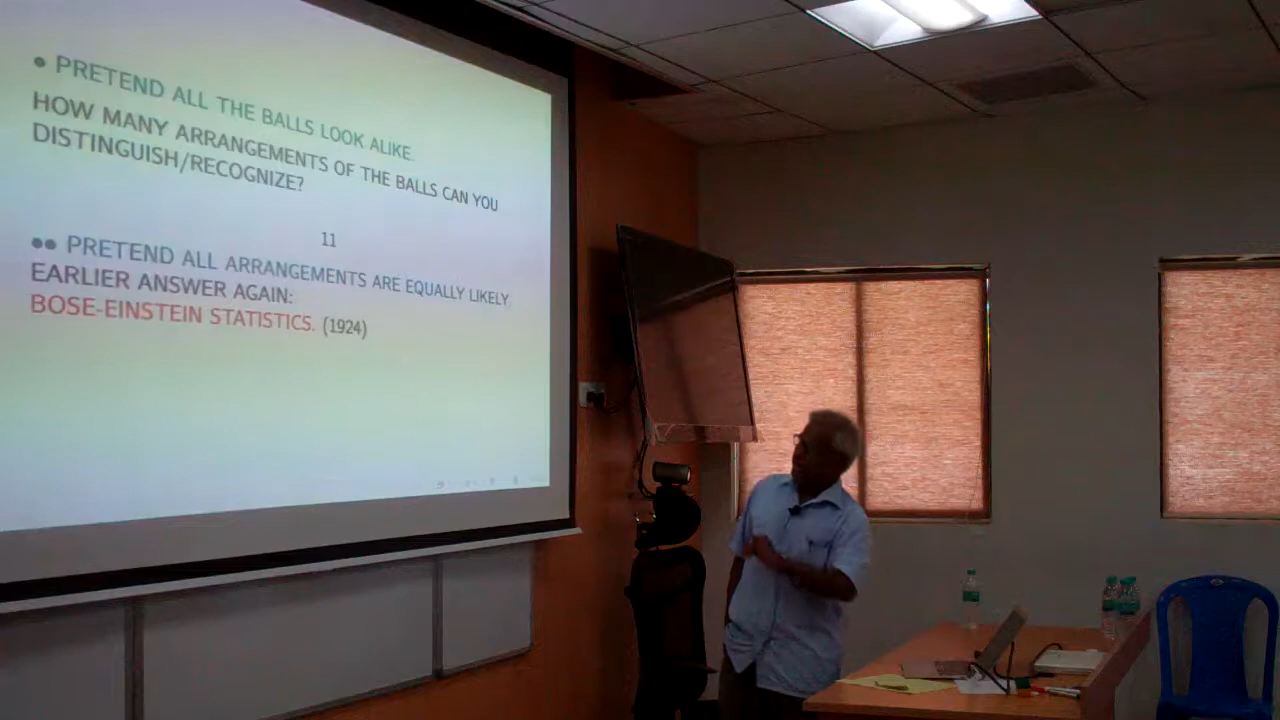 ● PRETEND ALL THE BALLS LOOK ALIKE.
HOW MANY ARRANGEMENTS OF THE BALLS CAN YOU
DISTINGUISH/RECOGNIZE?
11
●● PRETEND ALL ARRANGEMENTS ARE EQUALLY LIKELY.
EARLIER ANSWER AGAIN:
BOSE-EINSTEIN STATISTICS. (1924)